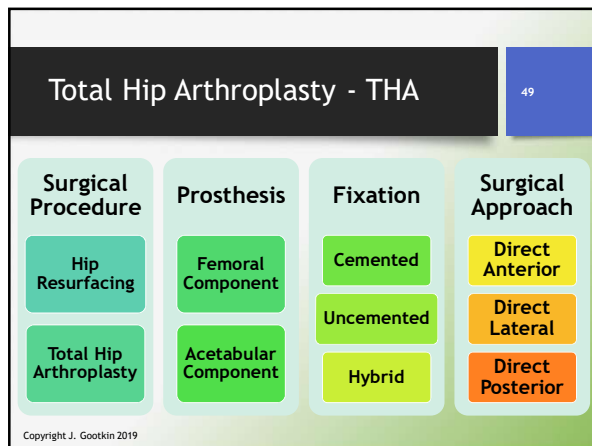 Total Hip Arthroplasty - THA
49
Surgical
Procedure
Hip
Resurfacing
Total Hip
Arthroplasty
Prosthesis
Femoral
Component
Acetabular
Component
Fixation
Cemented
Uncemented
Hybrid
Surgical
Approach
Direct
Anterior
Direct
Lateral
Direct
Posterior
Copyright J. Gootkin 2019